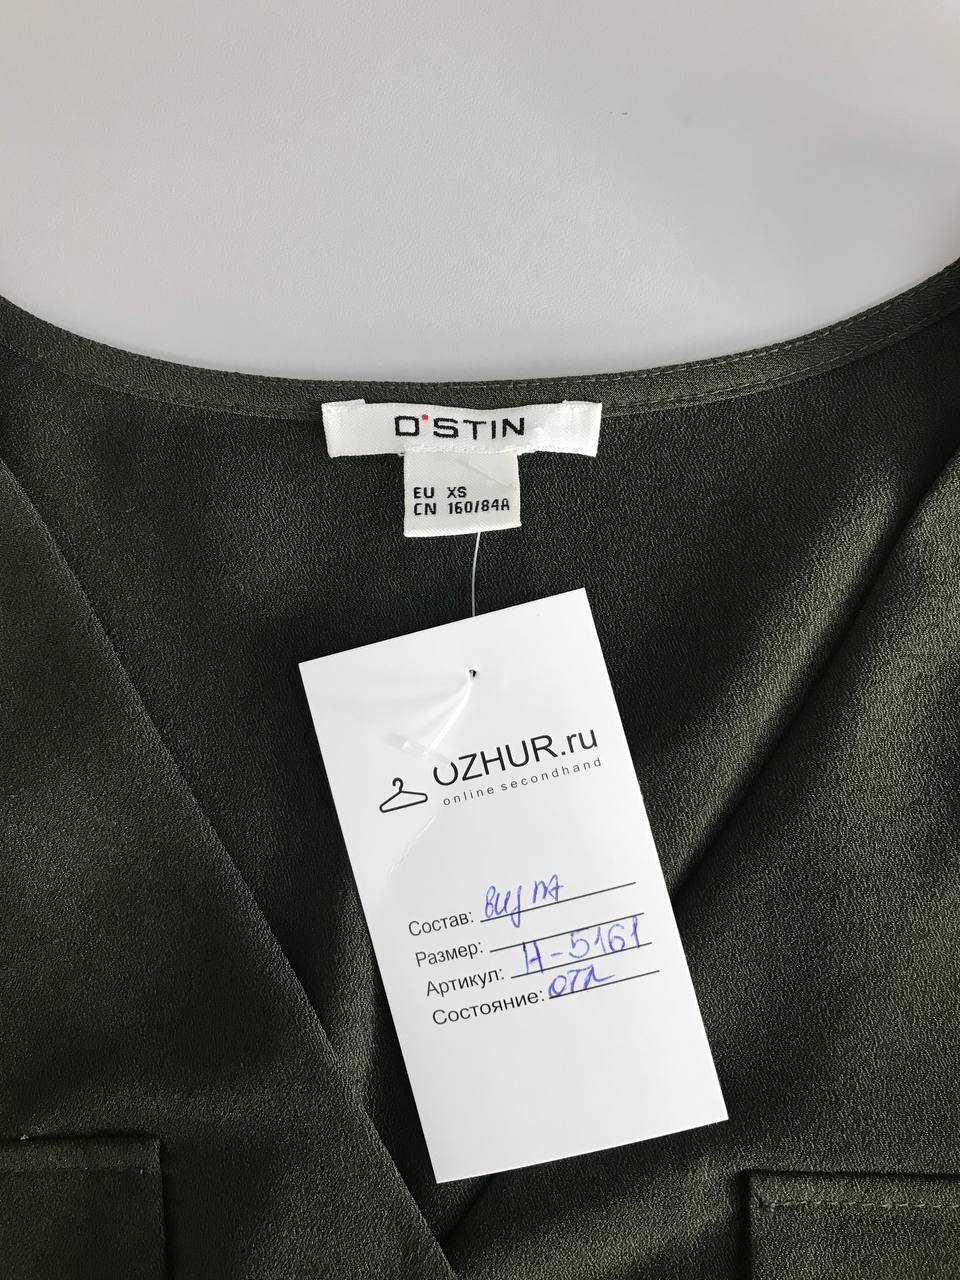 O'STIN
EU XS
CN 160/84A
OZHUR.ru
online secondhand
Состав:
Размер:
Артикул: Н-5161
Состояние: отл